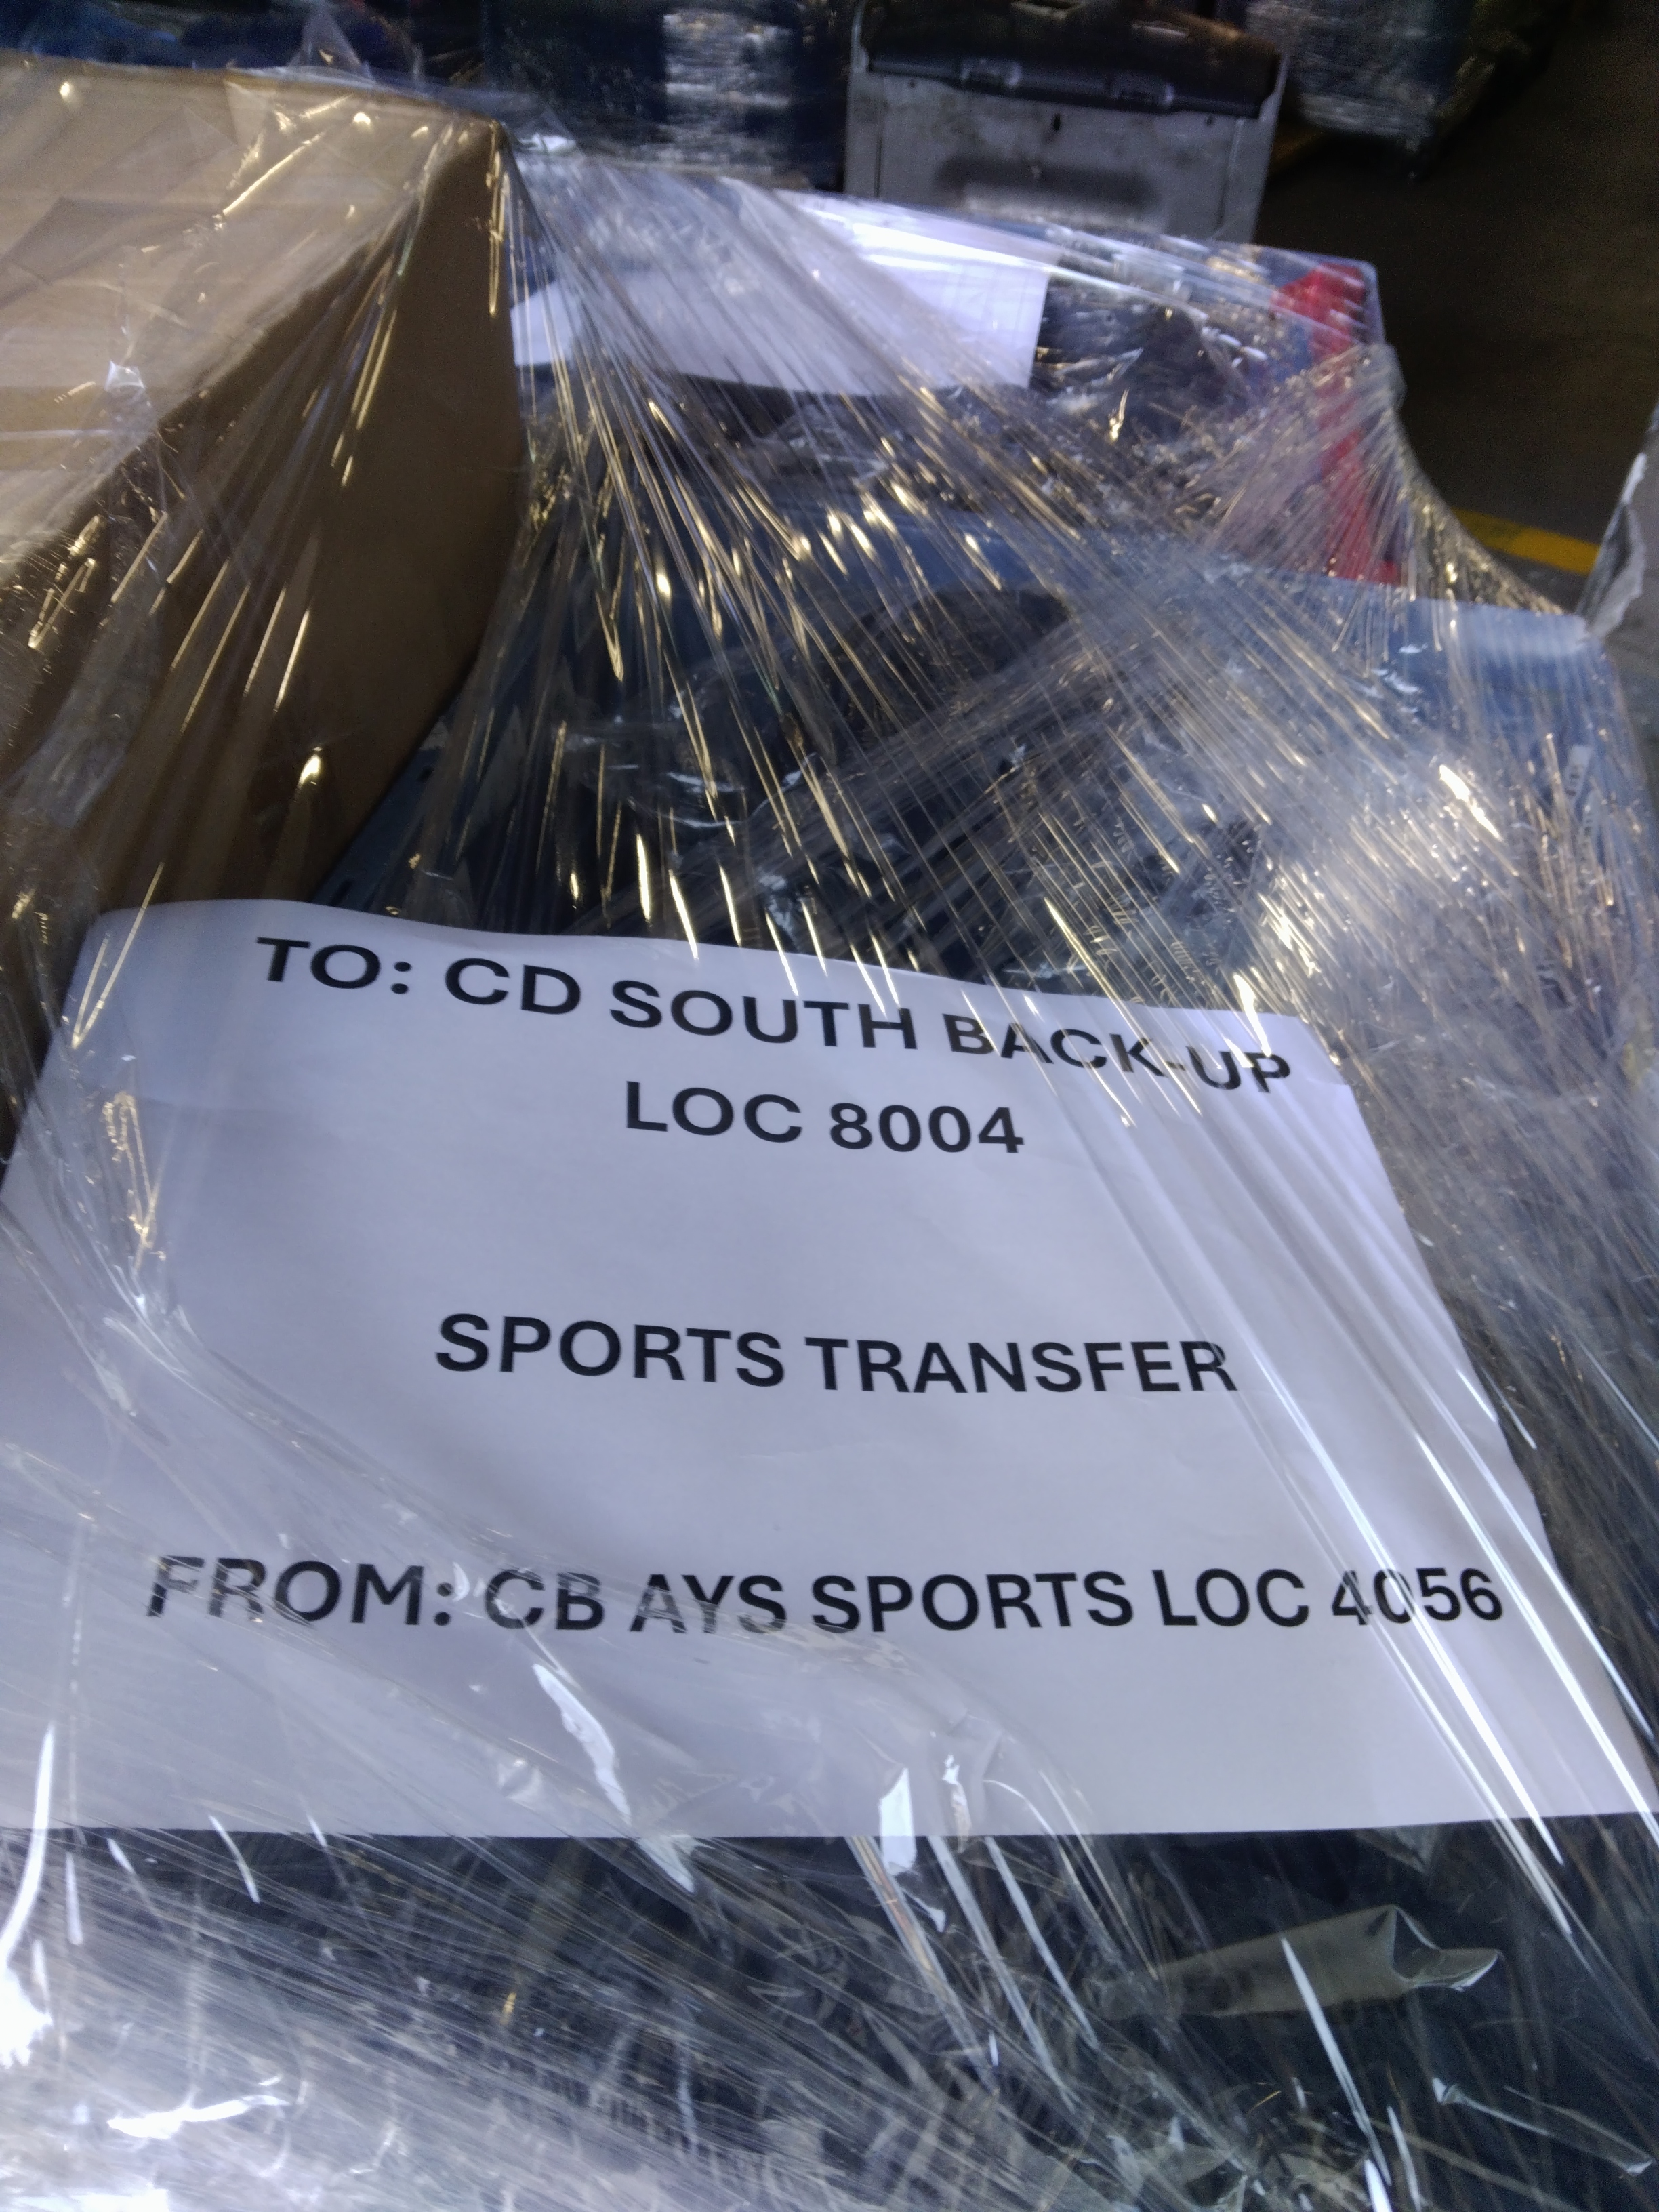 TO: CD SOUTH BACK-UP
LOC 8004
SPORTS TRANSFER
FROM: CB AYS SPORTS LOC 4056